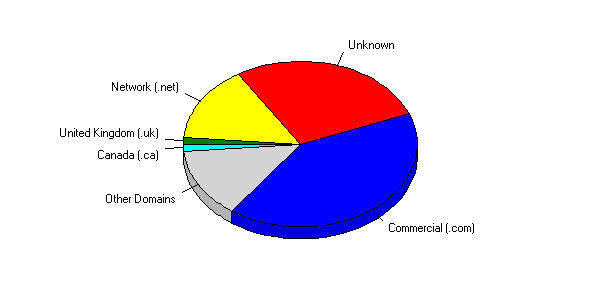 Unknown
Network (.net)
United Kingdom (.uk)
Canada (.ca)
Other Domains
Commercial (.com)